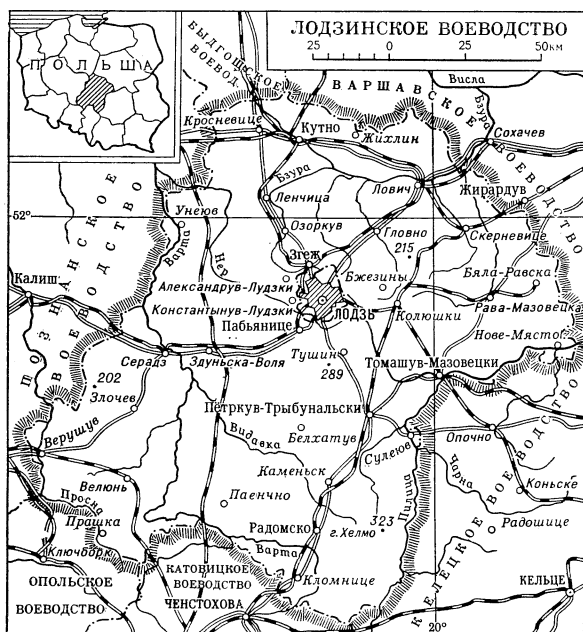 ЛОДЗИНСКОЕ ВОЕВОДСТВО
25 0 25 50 км
ПОЛЬША
БЫДГОЩСКОЕ ВОЕВОД.
ВАРШАВСКОЕ ВОЕВОДСТВО
Висла
Бзура
Кросневице
Кутно
Жихлин
Сохачев
Бзура
Лович
Жирардув
52°
Унеюв
Ленчица
Озоркув
Гловно
215
Скерневице
ПОЗНАНСКОЕ ВОЕВОДСТВО
Варта
Нер
Згеж
Бжезины
Бяла-Равска
Калиш
Александрув-Лудзки
Константынув-Лудзки
ЛОДЗЬ
Колюшки
Рава-Мазовецка
Пабьянице
Нове-Място
Серадз
Здуньска-Воля
Тушин
289
Томашув-Мазовецки
202
Злочев
Пётркув-Трыбунальски
Верушув
Видавка
Белхатув
Сулеюв
Опочно
Каменьск
Чарна
Велюнь
Просна
Паенчно
Коньске
Прашка
Радомско
г. Хелмо
323
Пилица
Радошице
Ключборк
Варта
КАТОВИЦКОЕ ВОЕВОДСТВО
Кломнице
ОПОЛЬСКОЕ ВОЕВОДСТВО
ЧЕНСТОХОВА
КЕЛЕЦКОЕ ВОЕВОДСТВО
КЕЛЬЦЕ
20°